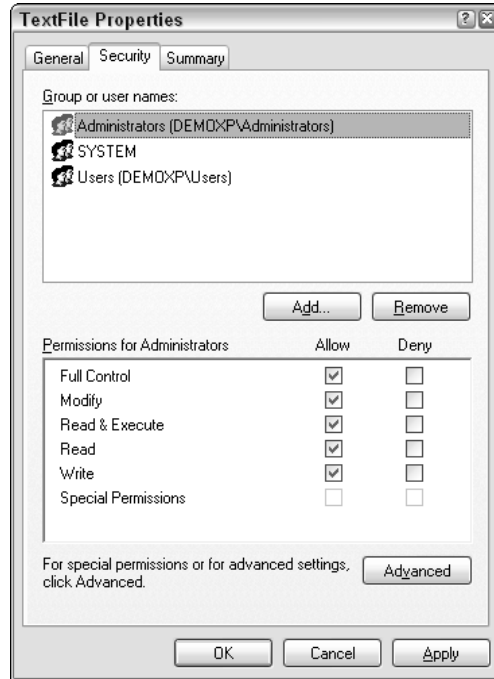 TextFile Properties
General Security Summary
Group or user names:
Administrators (DEMOXP\Administrators)
SYSTEM
Users (DEMOXP\Users)
Add... Remove
Permissions for Administrators Allow Deny
Full Control
Modify
Read & Execute
Read
Write
Special Permissions
For special permissions or for advanced settings,
click Advanced.
Advanced
OK Cancel Apply